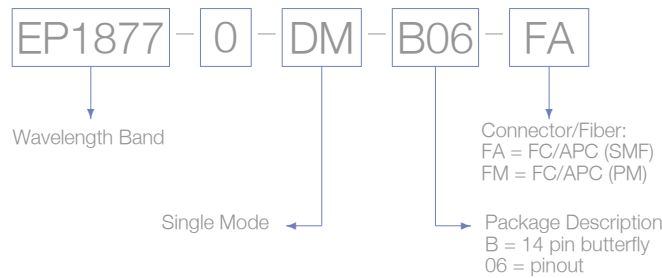 EP1877 - 0 - DM - B06 - FA
Wavelength Band
Connector/Fiber:
FA = FC/APC (SMF)
FM = FC/APC (PM)
Single Mode
Package Description
B = 14 pin butterfly
06 = pinout